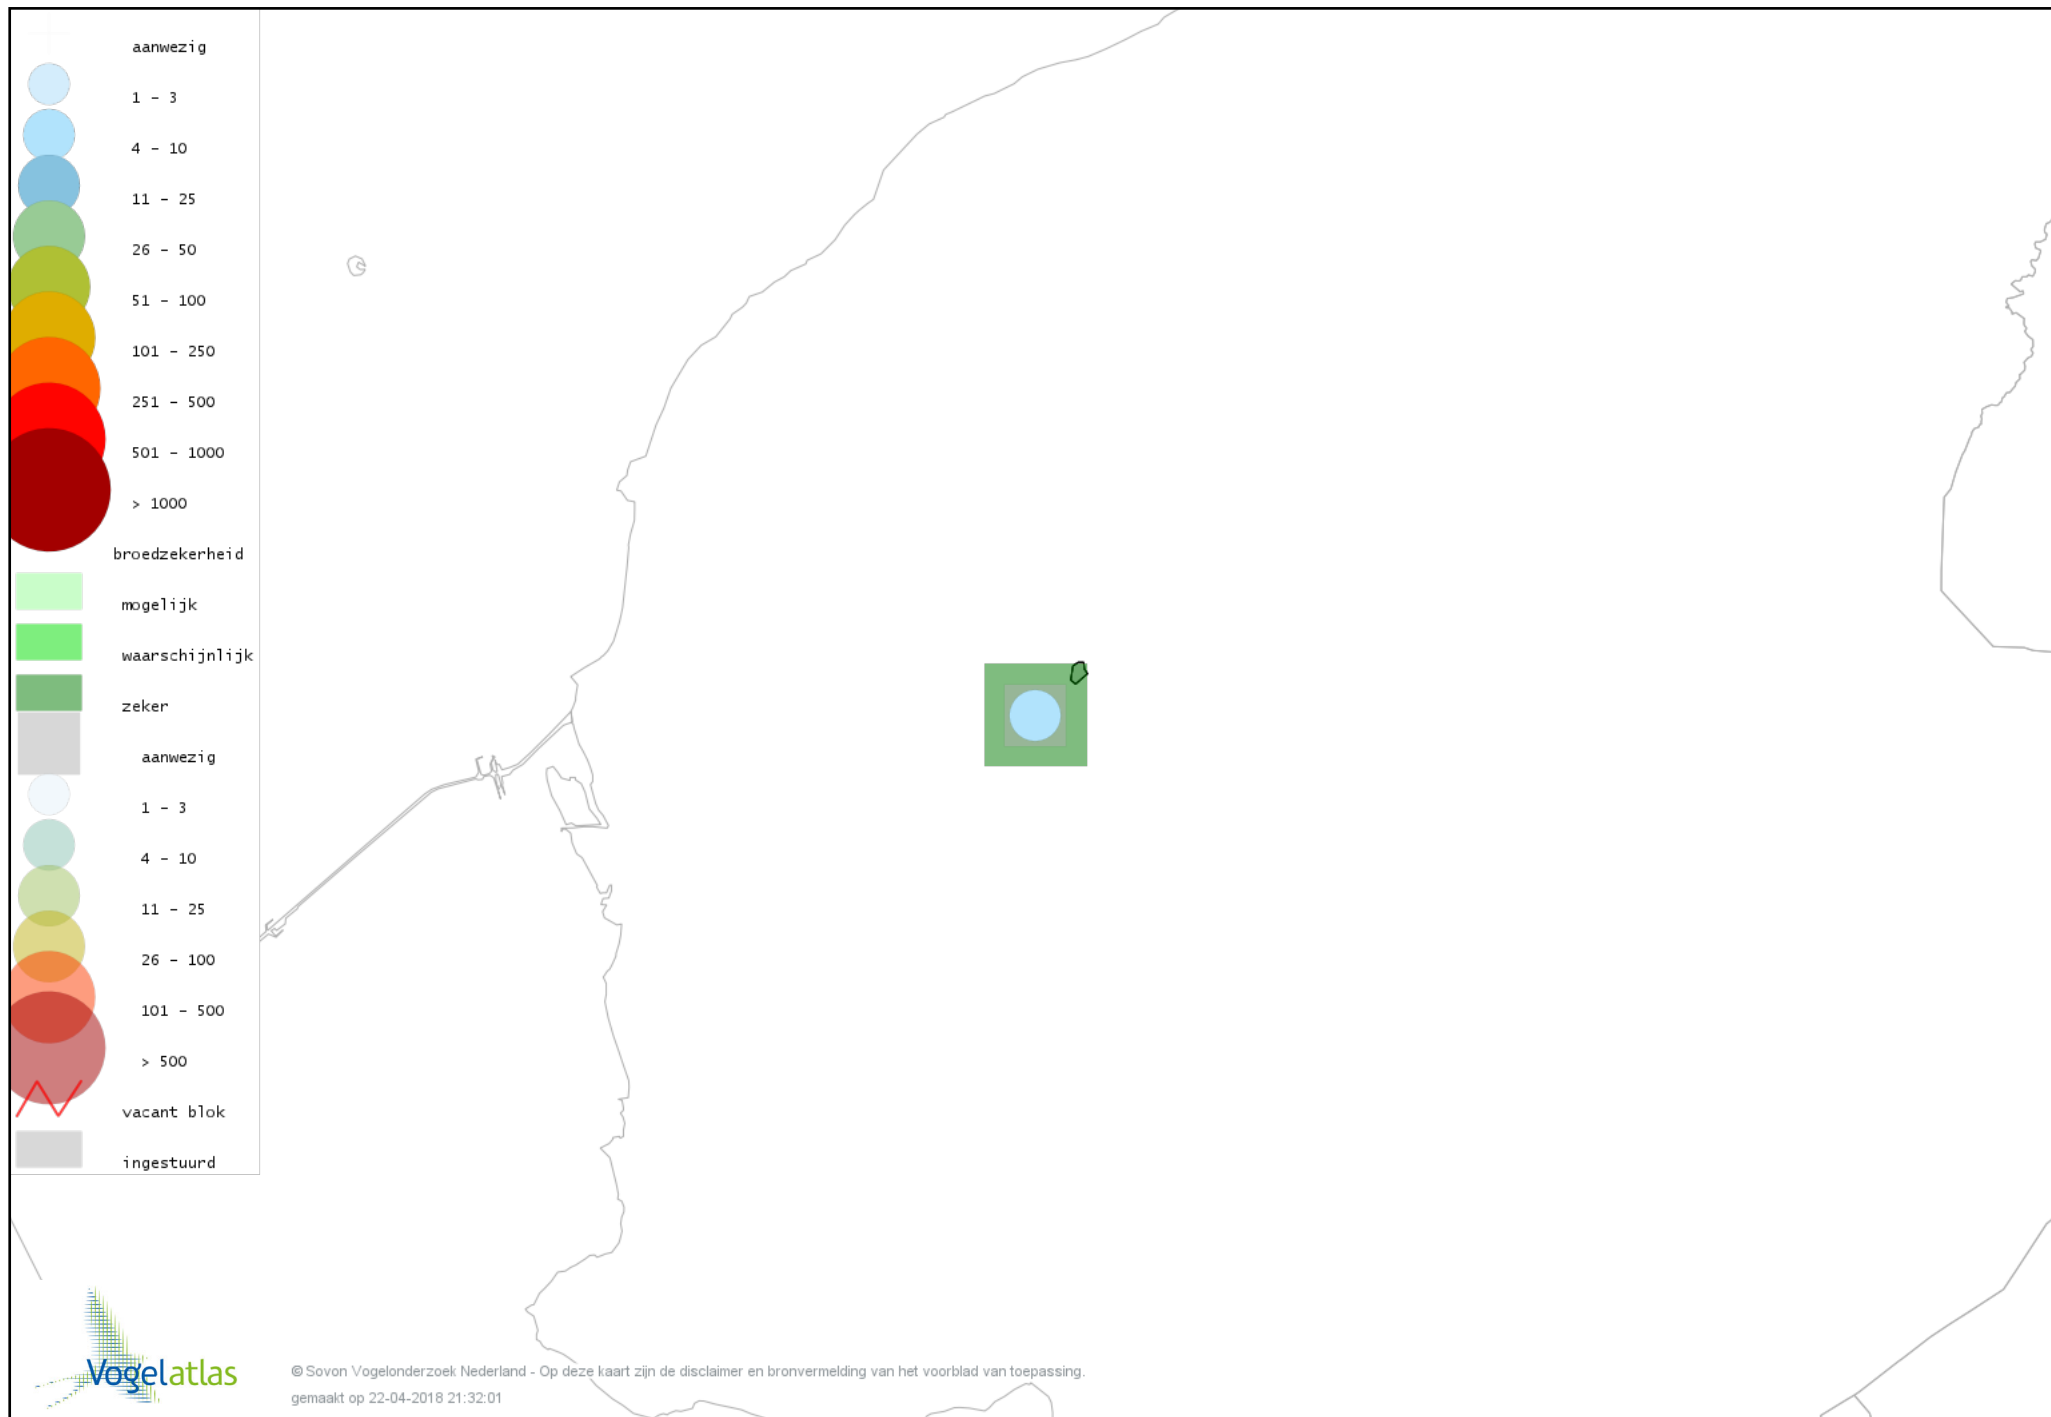 aanwezig
1 - 3
4 - 10
11 - 25
26 - 50
51 - 100
101 - 250
251 - 500
501 - 1000
> 1000
broedzekerheid
mogelijk
waarschijnlijk
zeker
aanwezig
1 - 3
4 - 10
11 - 25
26 - 100
101 - 500
> 500
vacant blok
ingestuurd
Vogelatlas
© Sovon Vogelonderzoek Nederland - Op deze kaart zijn de disclaimer en bronvermelding van het voorblad van toepassing.
gemaakt op 22-04-2018 21:32:01